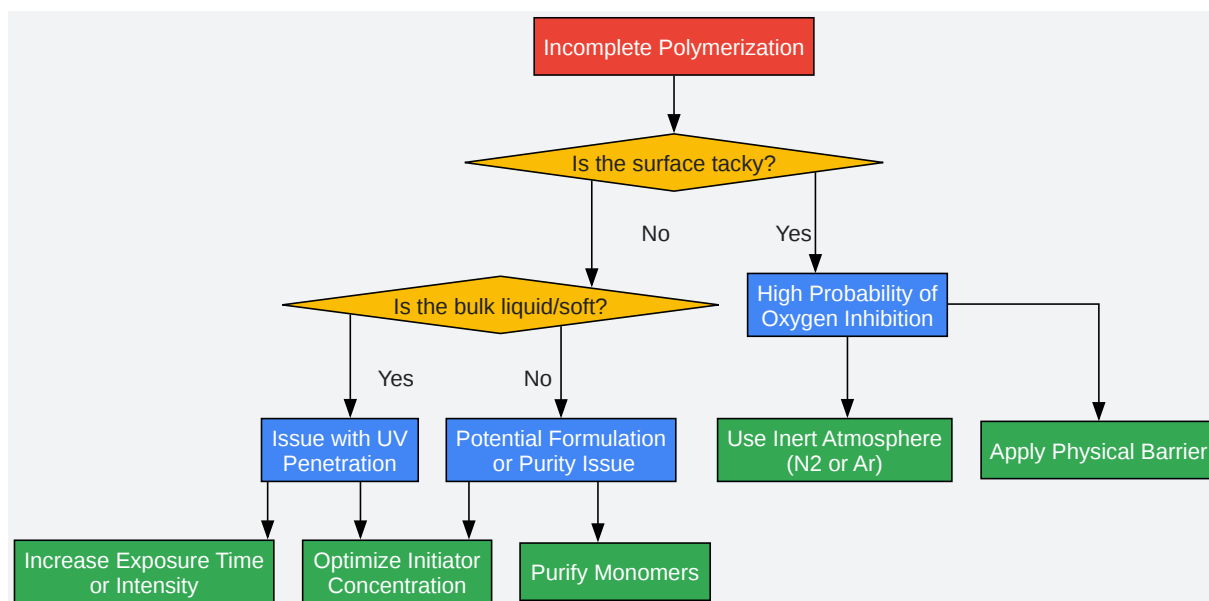 Incomplete Polymerization
Is the surface tacky?
No
Yes
Is the bulk liquid/soft?
High Probability of
Oxygen Inhibition
Yes
No
Issue with UV
Penetration
Potential Formulation
or Purity Issue
Use Inert Atmosphere
(N2 or Ar)
Apply Physical Barrier
Increase Exposure Time
or Intensity
Optimize Initiator
Concentration
Purify Monomers